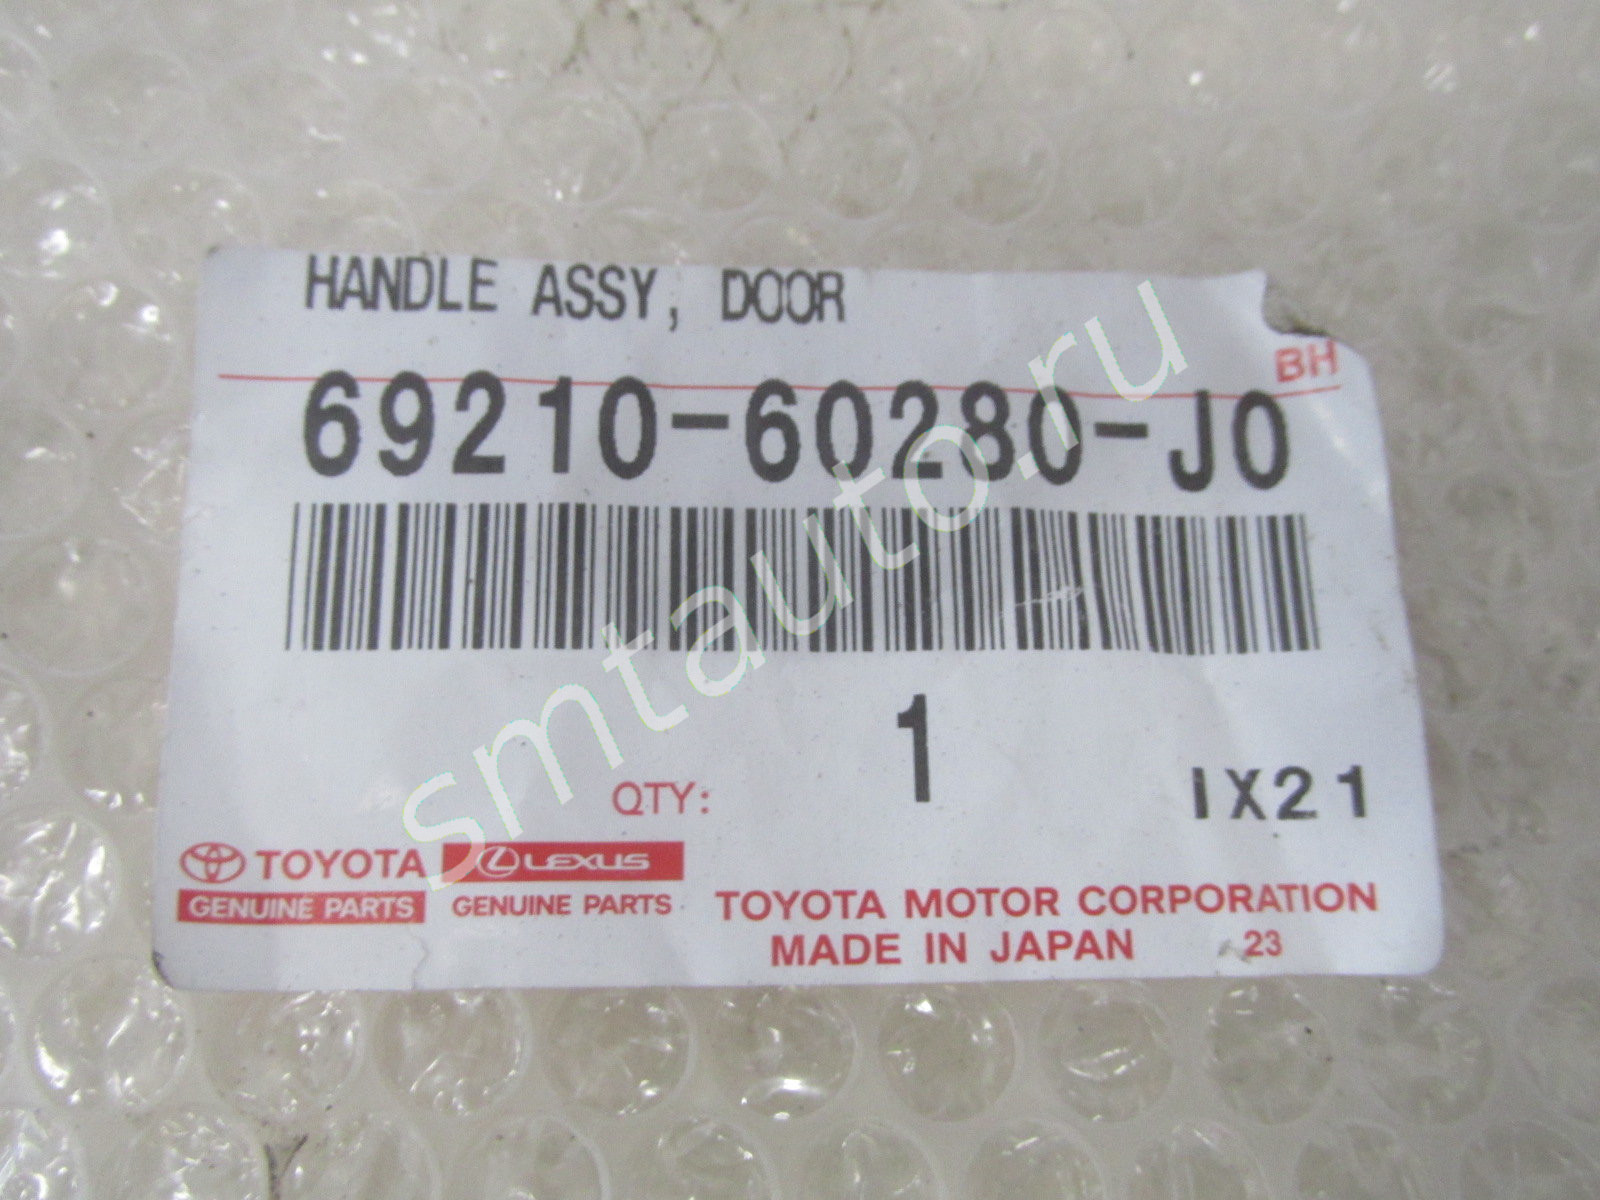 HANDLE ASSY, DOOR
BH
69210-60280-J0
1
QTY:
IX21
TOYOTA
LEXUS
GENUINE PARTS
GENUINE PARTS
TOYOTA MOTOR CORPORATION
MADE IN JAPAN
23
smtauto.ru